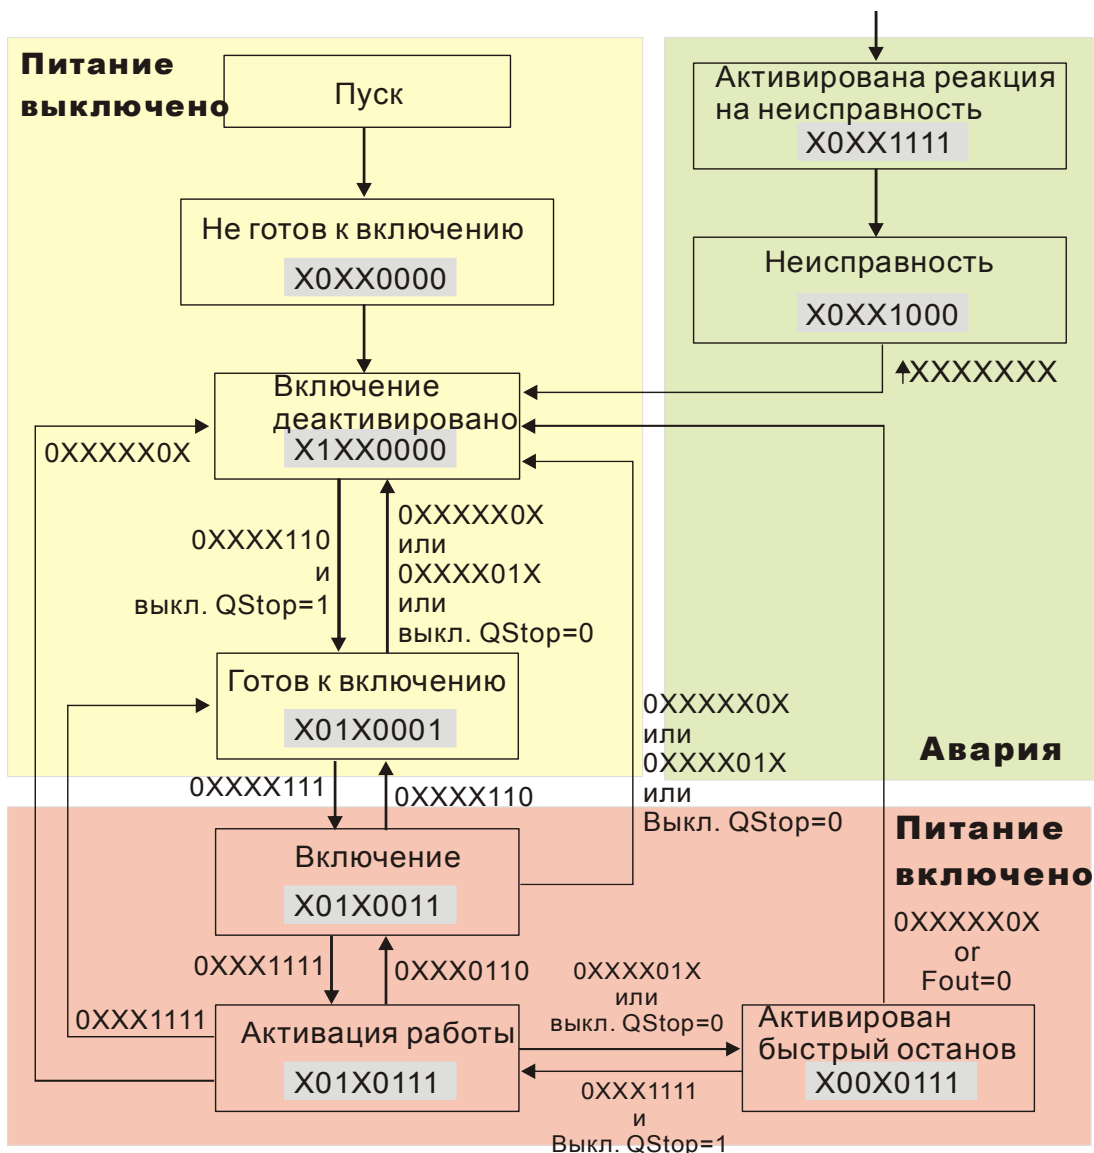 Питание
выключено
Пуск
Не готов к включению
X0XX0000
Включение
деактивировано
X1XX0000
0XXXXX0X
0XXXX110
и
выкл. QStop=1
0XXXXX0X
или
0XXXX01X
или
выкл. QStop=0
Готов к включению
X01X0001
0XXXX111
0XXXX110
Активирована реакция
на неисправность
X0XX1111
Неисправность
X0XX1000
XXXXXXX
Авария
0XXXXX0X
или
0XXXX01X
или
Выкл. QStop=0
Питание
включено
Включение
X01X0011
0XXX1111
0XXX0110
0XXX1111
Активация работы
X01X0111
0XXXX01X
или
выкл. QStop=0
0XXXXX0X
or
Fout=0
Активирован
быстрый останов
X00X0111
0XXX1111
и
Выкл. QStop=1